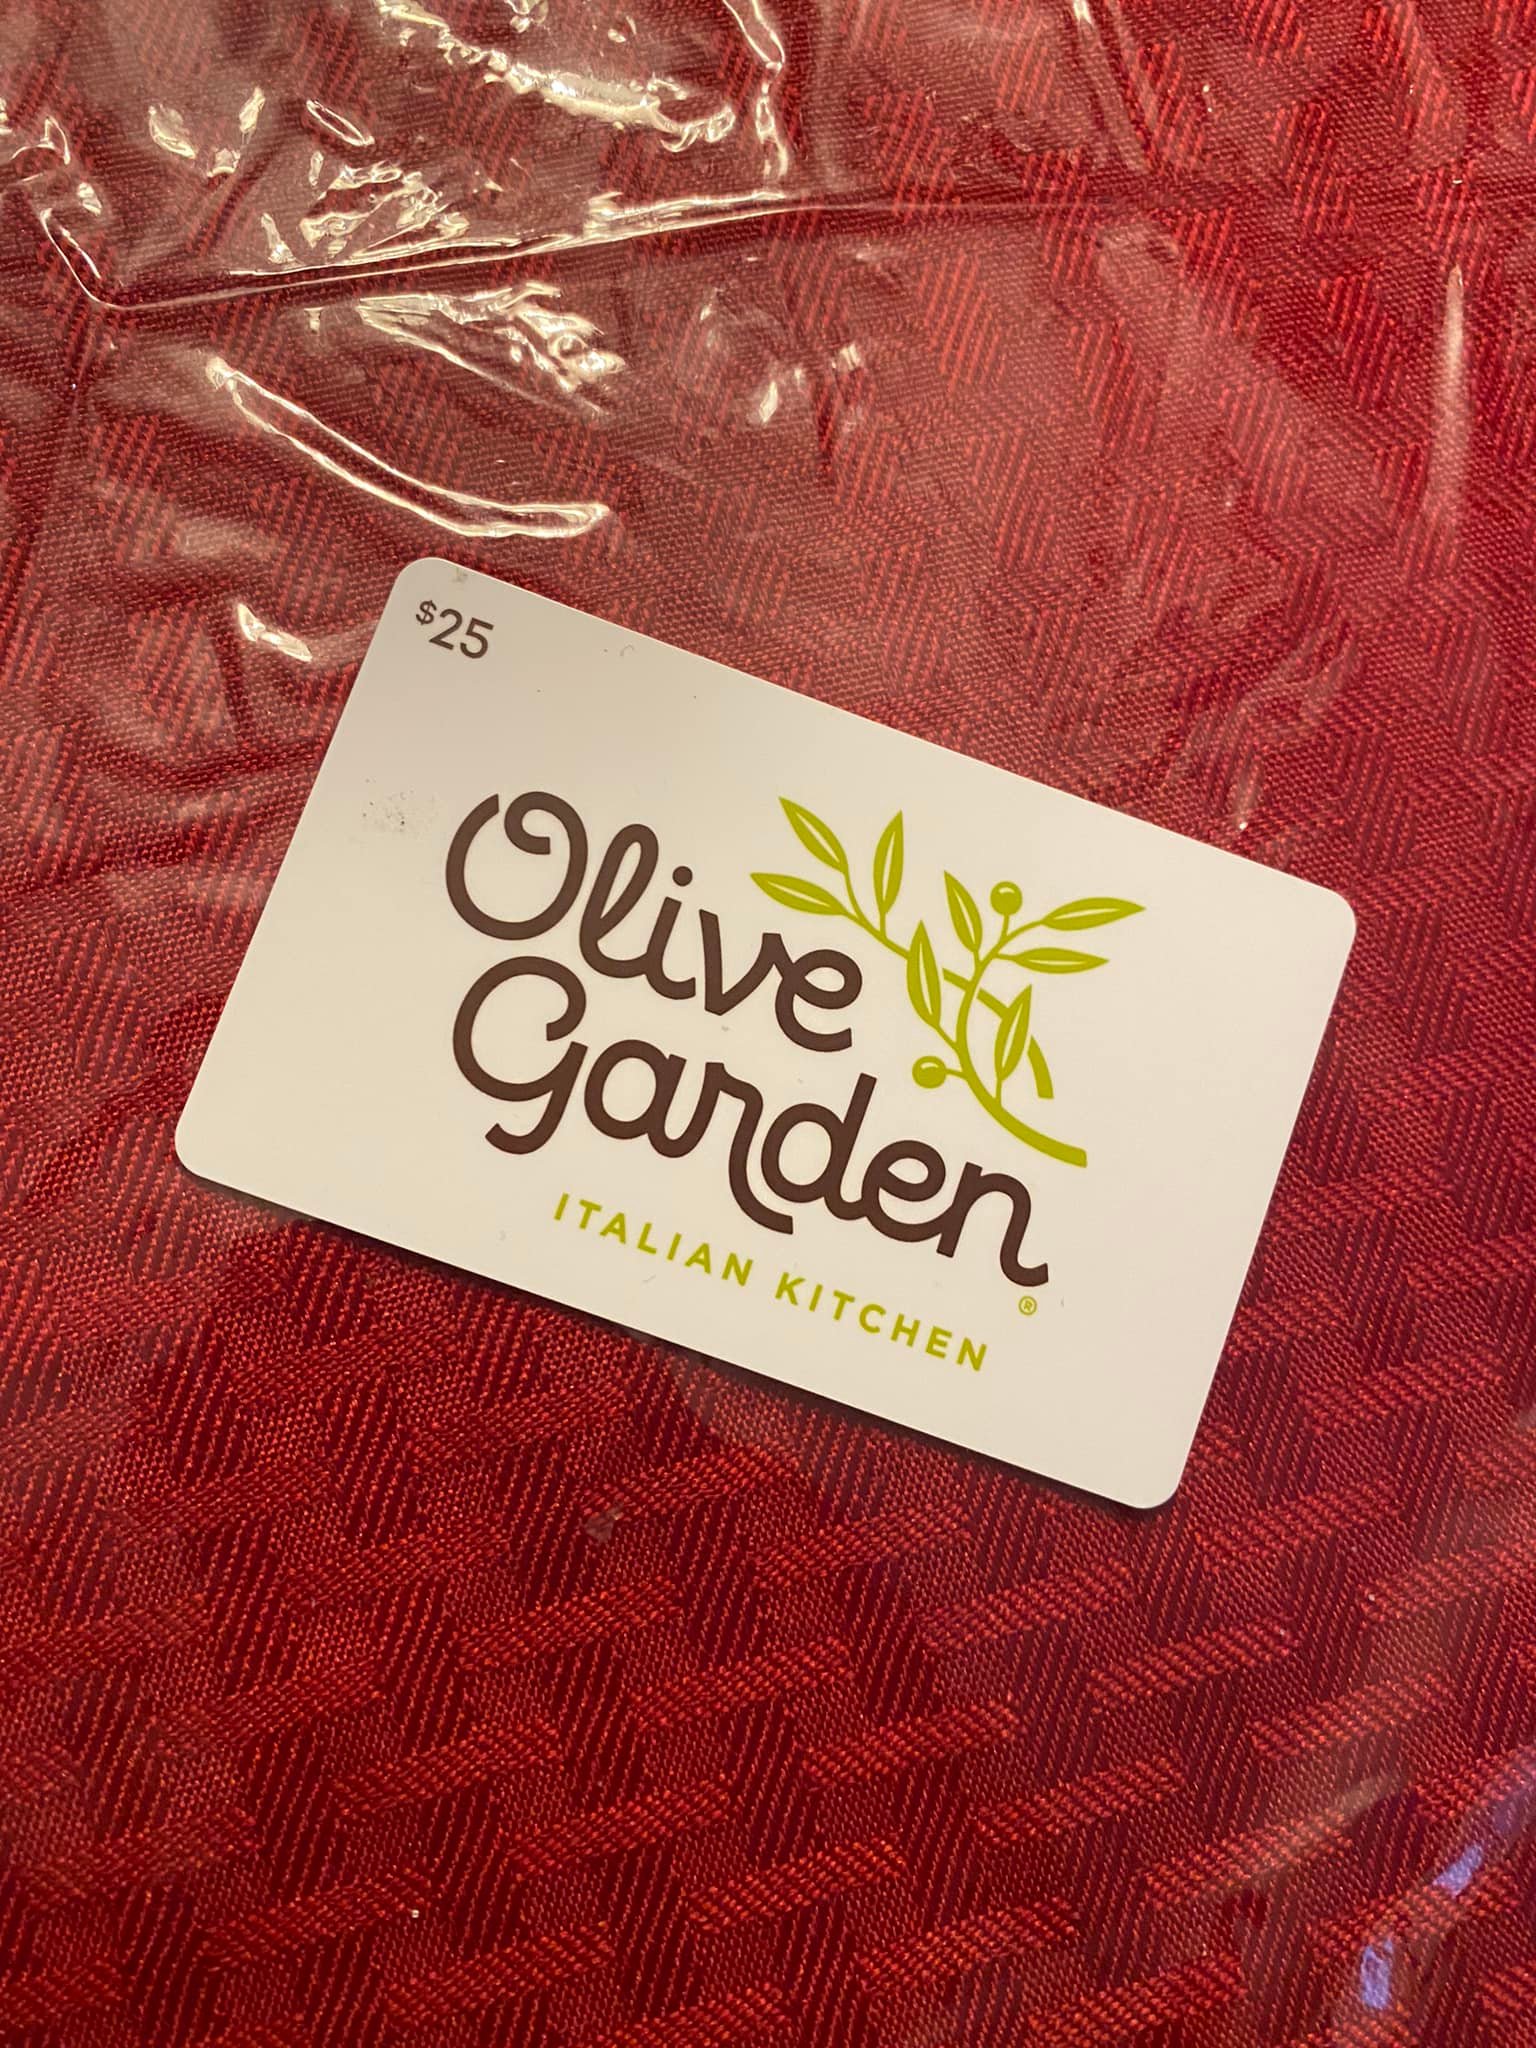 $25
Olive
Garden
®
ITALIAN KITCHEN